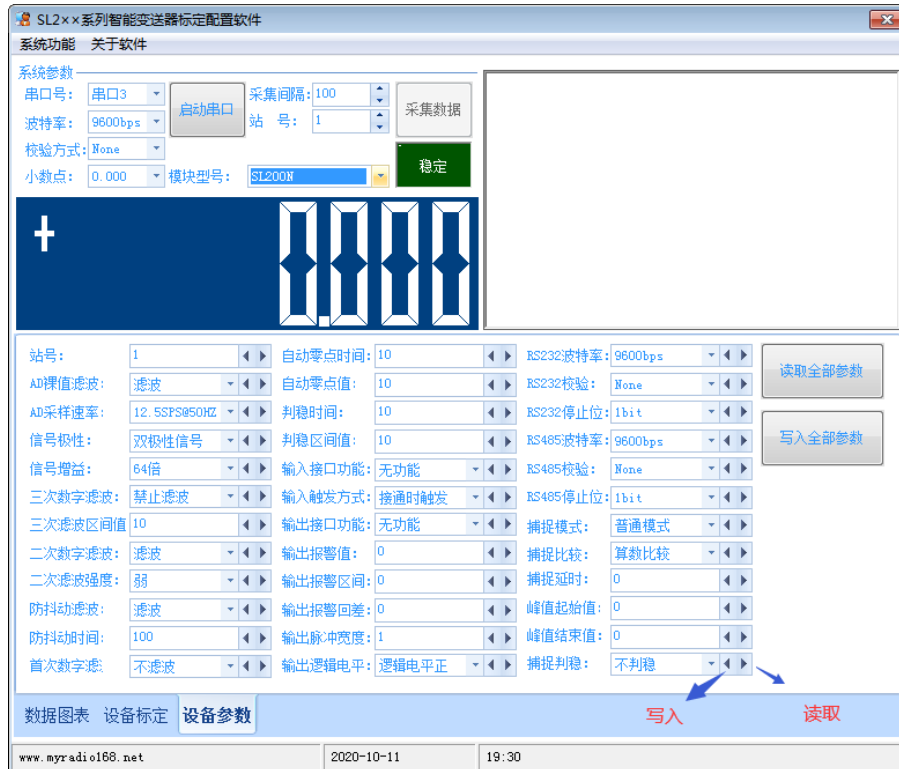 SL2××系列智能变送器标定配置软件
系统功能 关于软件
系统参数
串口号: 串口3 启动串口 采集间隔: 100 采集数据
波特率: 9600bps 站 号: 1
校验方式: None 稳定
小数点: 0.000 模块型号: SL200N
+ 0.000
站号: 1 自动零点时间: 10 RS232波特率: 9600bps 读取全部参数
AD裸值滤波: 滤波 自动零点值: 10 RS232校验: None
AD采样速率: 12.5SPS@50HZ 判稳时间: 10 RS232停止位: 1bit 写入全部参数
信号极性: 双极性信号 判稳区间值: 10 RS485波特率: 9600bps
信号增益: 64倍 输入接口功能: 无功能 RS485校验: None
三次数字滤波: 禁止滤波 输入触发方式: 接通时触发 RS485停止位: 1bit
三次滤波区间值 10 输出接口功能: 无功能 捕捉模式: 普通模式
二次数字滤波: 滤波 输出报警值: 0 捕捉比较: 算数比较
二次滤波强度: 弱 输出报警区间: 0 捕捉延时: 0
防抖动滤波: 滤波 输出报警回差: 0 峰值起始值: 0
防抖动时间: 100 输出脉冲宽度: 1 峰值结束值: 0
首次数字滤 不滤波 输出逻辑电平: 逻辑电平正 捕捉判稳: 不判稳
数据图表 设备标定 设备参数 写入 读取
www.myradio168.net 2020-10-11 19:30